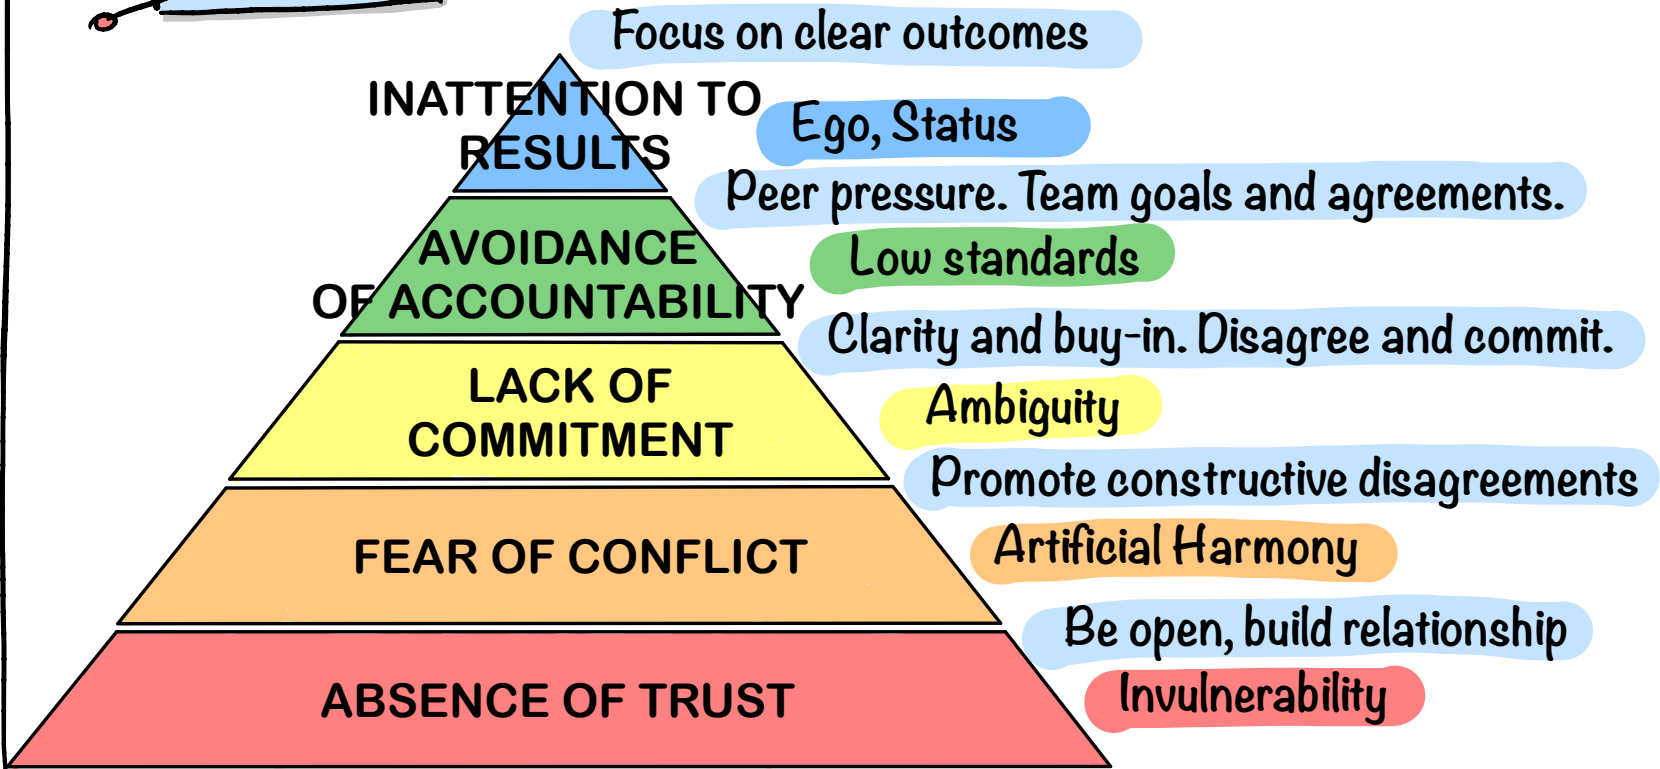 Focus on clear outcomes
INATTENTION TO
RESULTS
Ego, Status
Peer pressure. Team goals and agreements.
AVOIDANCE
OF ACCOUNTABILITY
Low standards
Clarity and buy-in. Disagree and commit.
LACK OF
COMMITMENT
Ambiguity
Promote constructive disagreements
FEAR OF CONFLICT
Artificial Harmony
Be open, build relationship
ABSENCE OF TRUST
Invulnerability